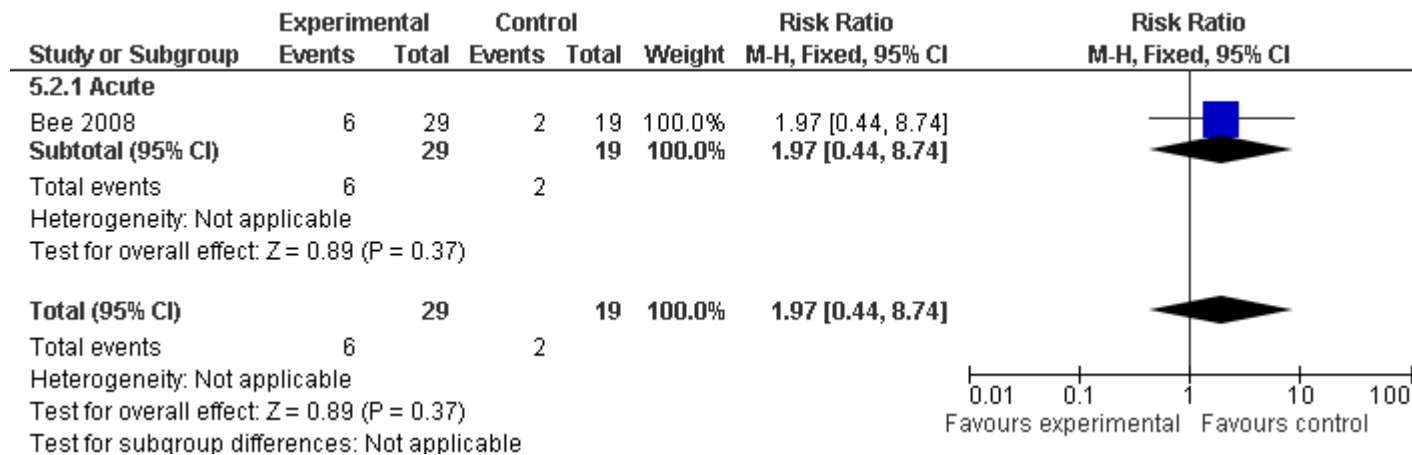 Experimental Control Risk Ratio Risk Ratio
Study or Subgroup Events Total Events Total Weight M-H, Fixed, 95% CI M-H, Fixed, 95% CI
5.2.1 Acute
Bee 2008 6 29 2 19 100.0% 1.97 [0.44, 8.74]
Subtotal (95% CI) 29 19 100.0% 1.97 [0.44, 8.74]
Total events 6 2
Heterogeneity: Not applicable
Test for overall effect: Z = 0.89 (P = 0.37)
Total (95% CI) 29 19 100.0% 1.97 [0.44, 8.74]
Total events 6 2
Heterogeneity: Not applicable
Test for overall effect: Z = 0.89 (P = 0.37)
Test for subgroup differences: Not applicable
0.01 0.1 1 10 100
Favours experimental Favours control